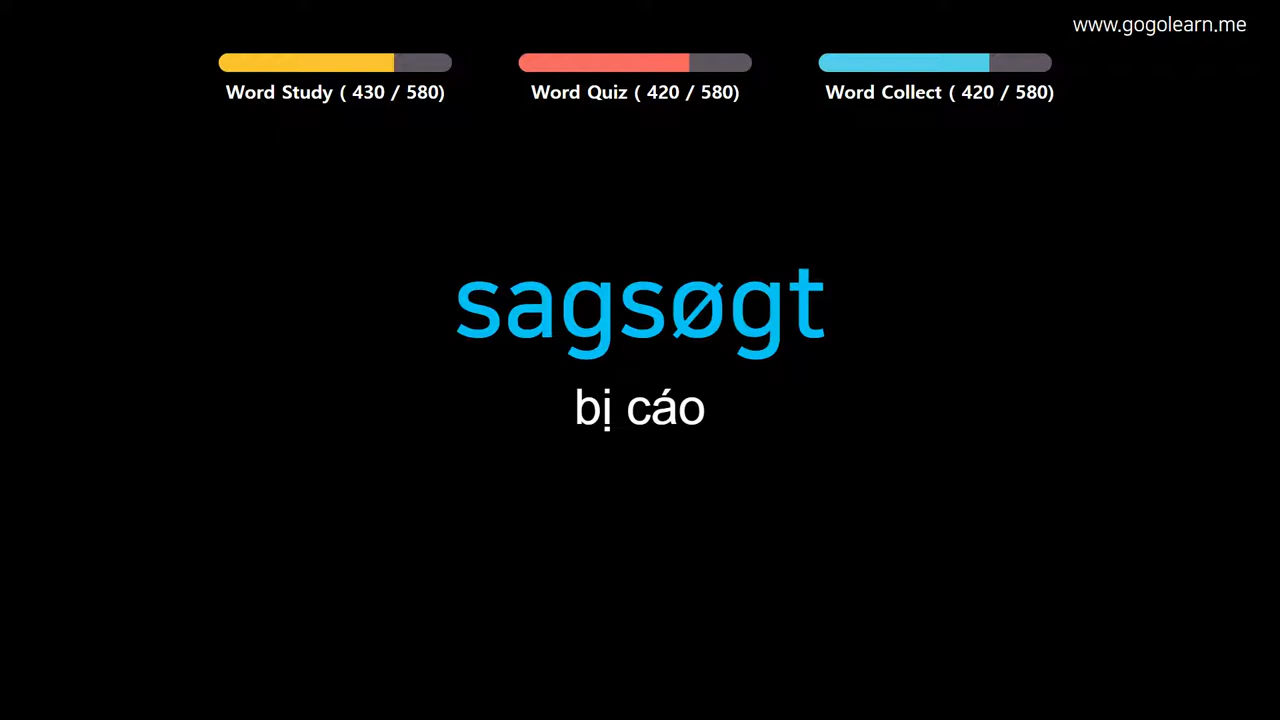 www.gogolearn.me
Word Study ( 430 / 580)
Word Quiz ( 420 / 580)
Word Collect ( 420 / 580)
sagsøgt
bị cáo